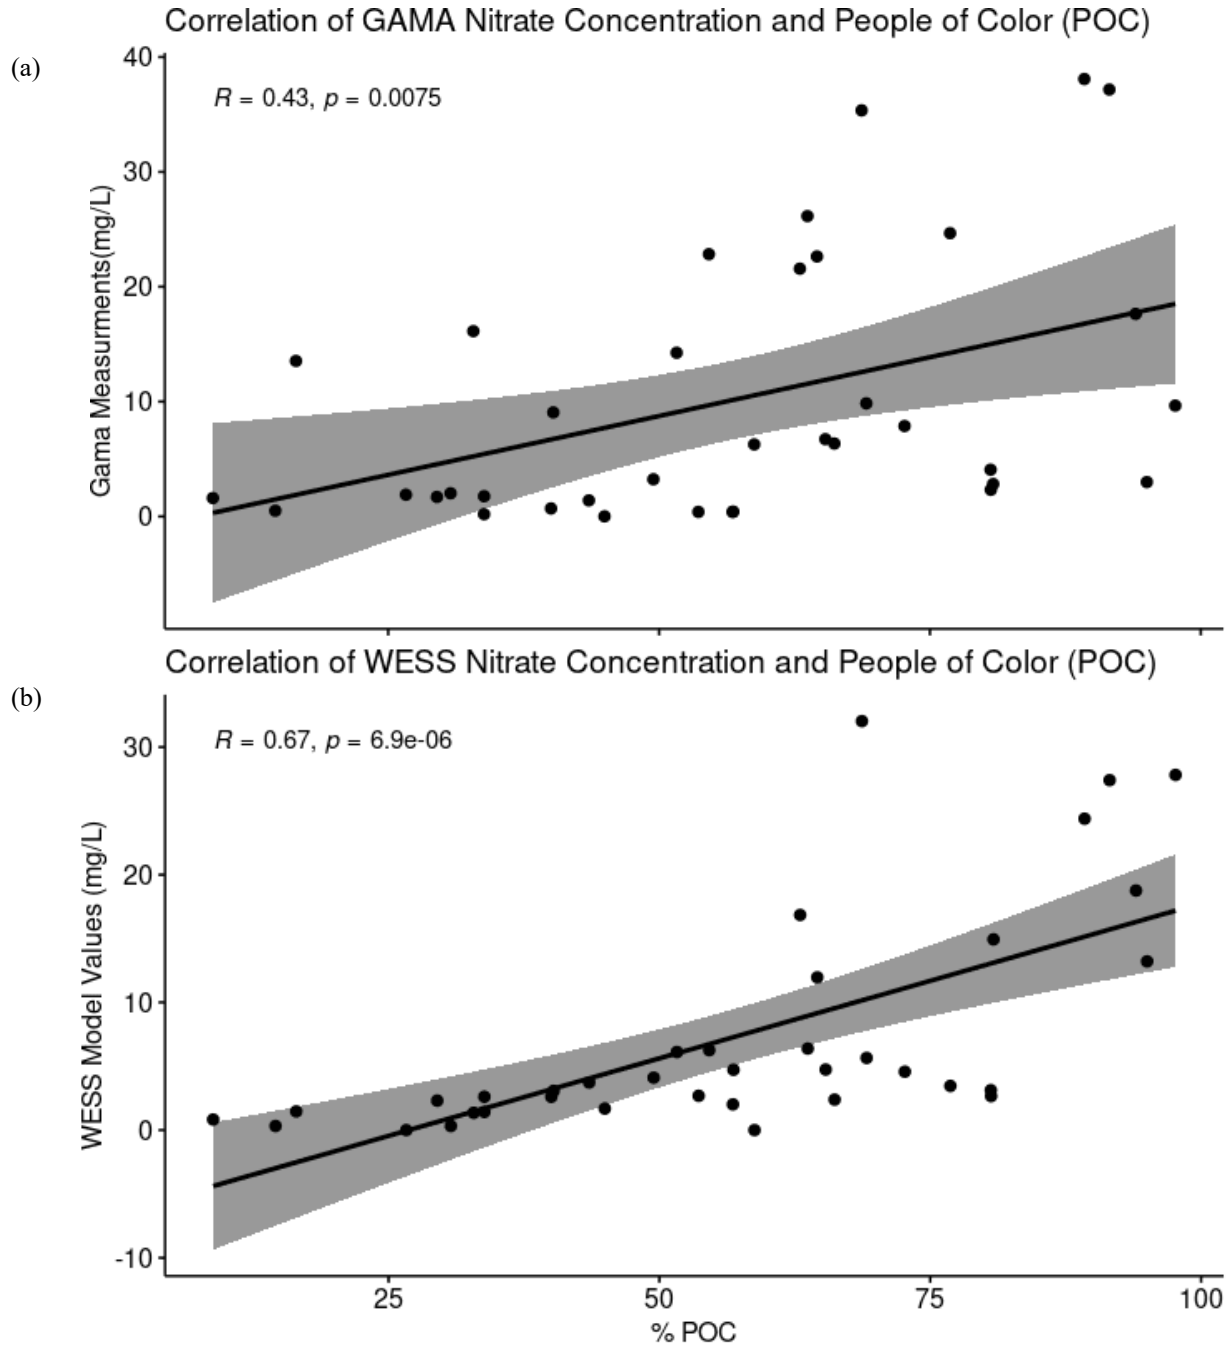 Correlation of GAMA Nitrate Concentration and People of Color (POC)
(a)
R = 0.43, p = 0.0075
40
30
20
10
0
Gama Measurments(mg/L)
Correlation of WESS Nitrate Concentration and People of Color (POC)
(b)
R = 0.67, p = 6.9e-06
30
20
10
0
-10
WESS Model Values (mg/L)
25 50 75 100
% POC